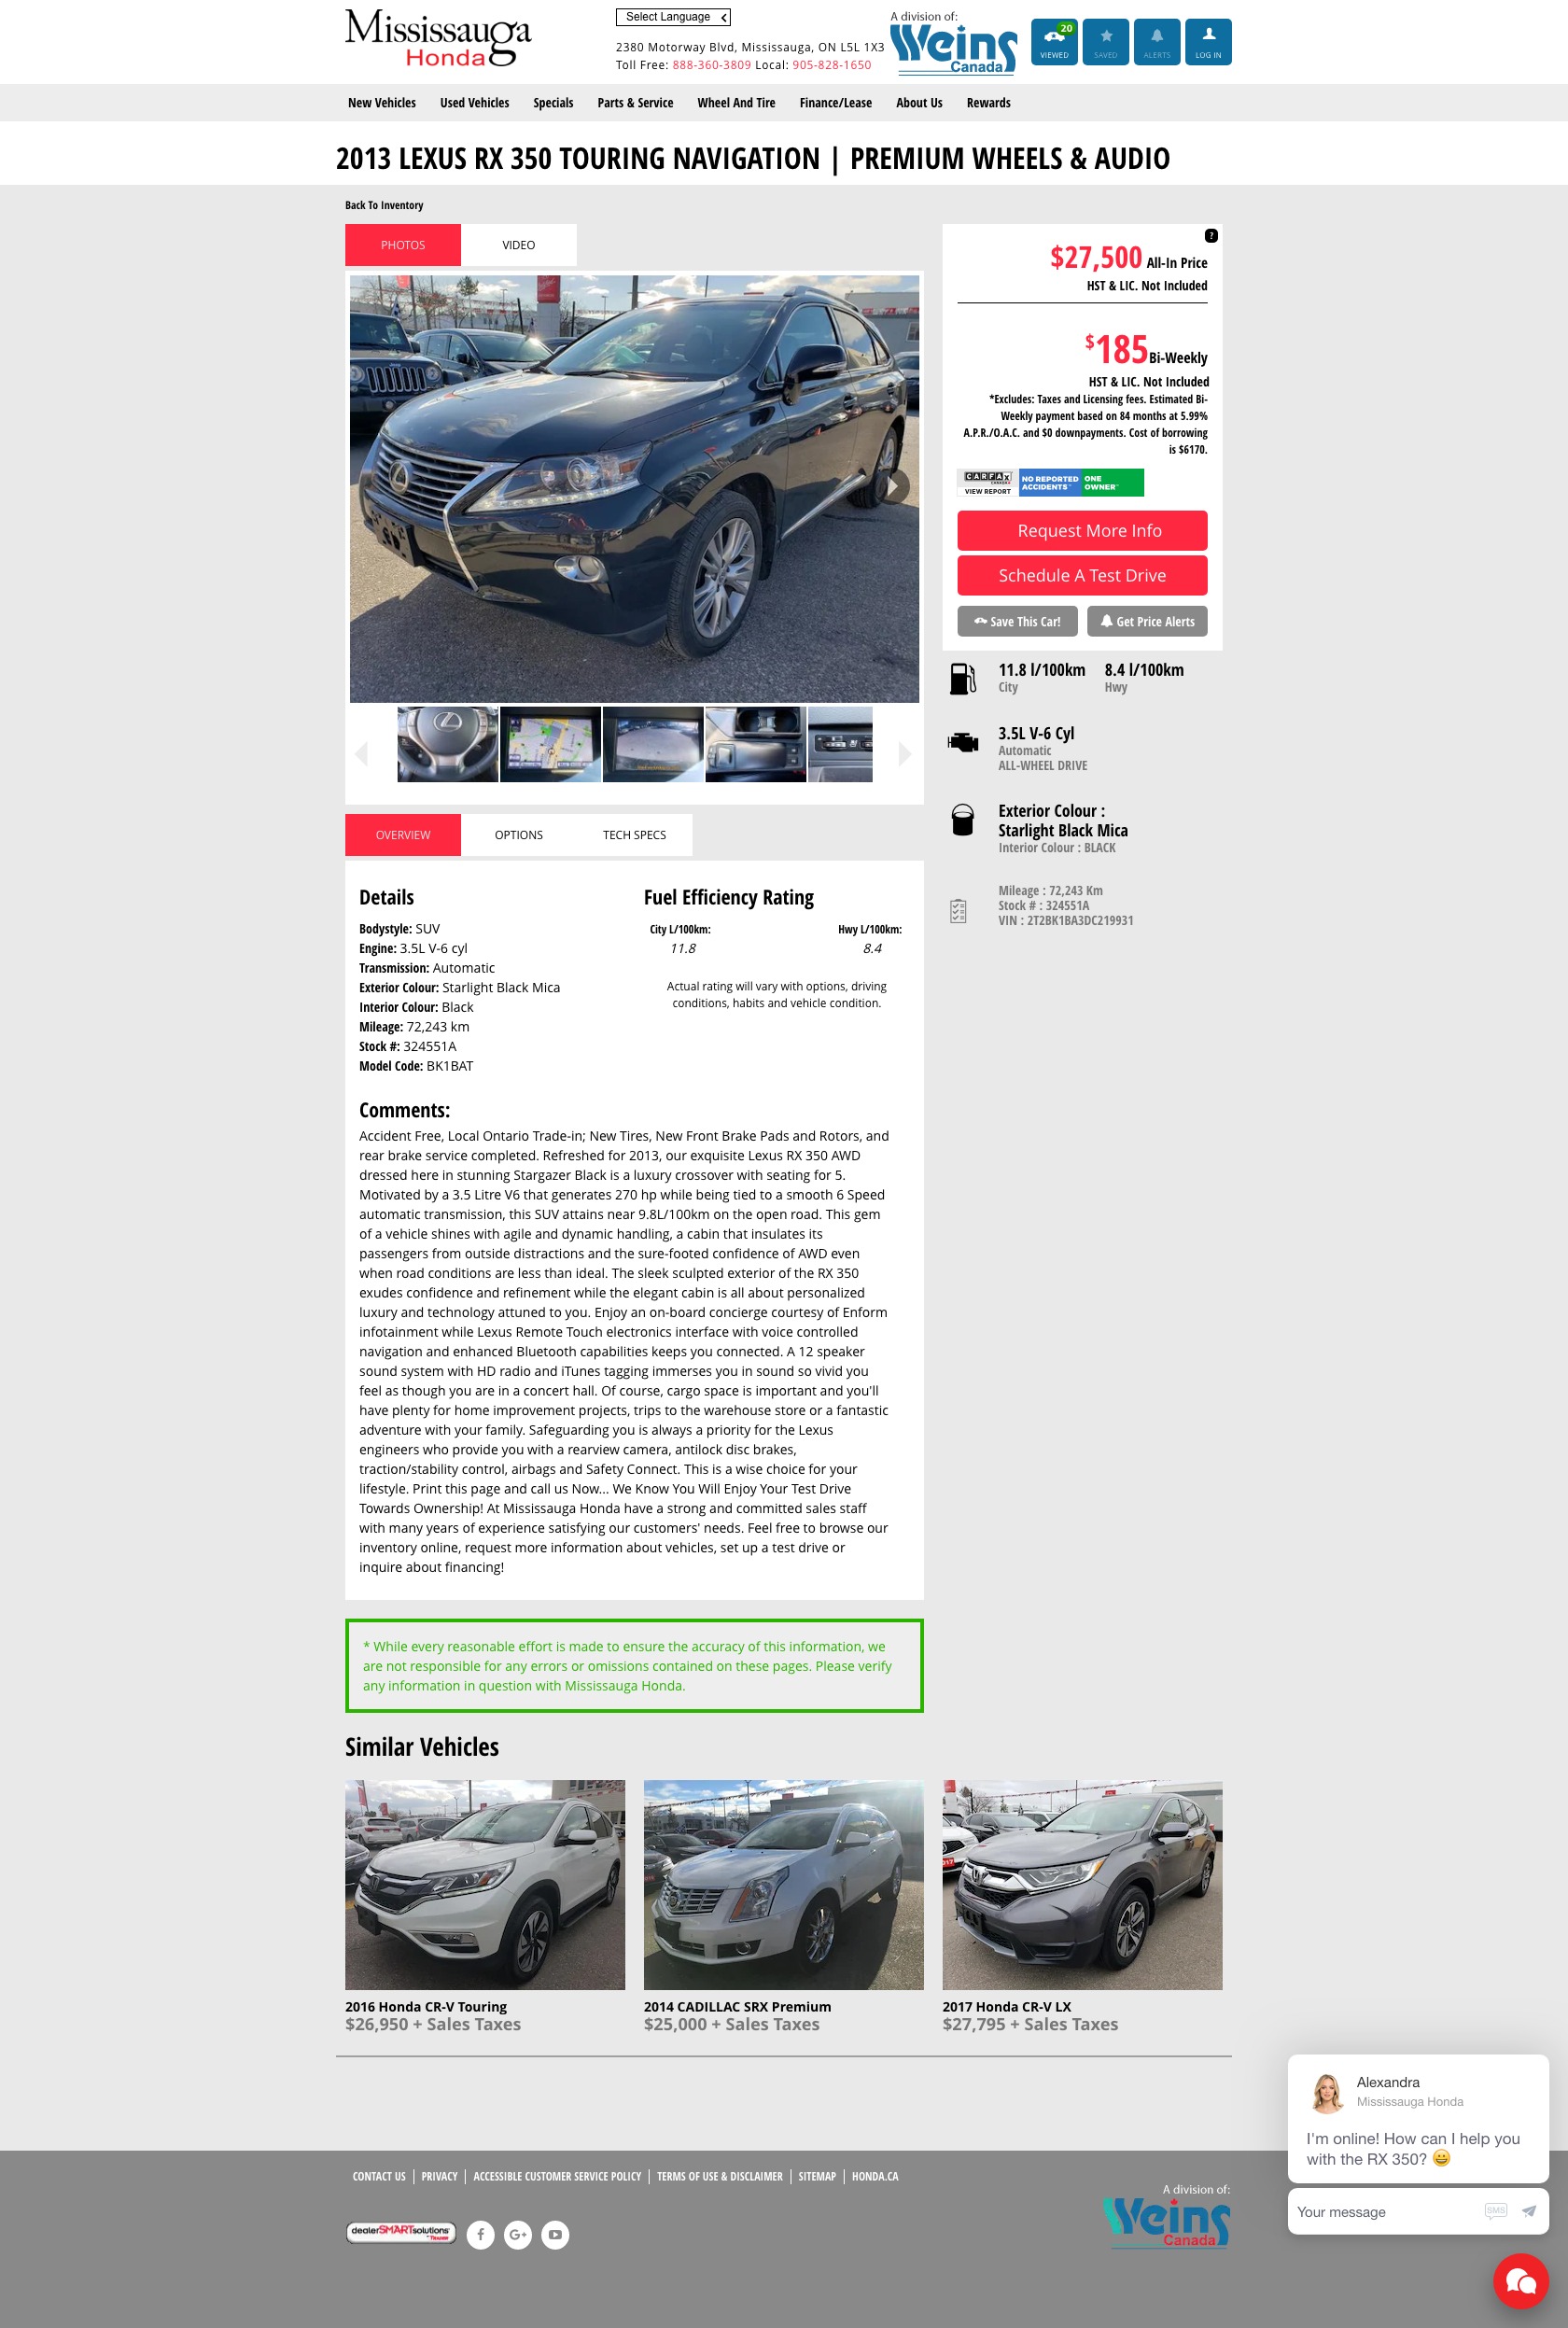 Mississauga
Honda
Select Language
2380 Motorway Blvd, Mississauga, ON L5L 1X3
Toll Free: 888-360-3809 Local: 905-828-1650
A division of:
Weins
Canada
20
VIEWED
SAVED
ALERTS
LOG IN
New Vehicles
Used Vehicles
Specials
Parts & Service
Wheel And Tire
Finance/Lease
About Us
Rewards
2013 LEXUS RX 350 TOURING NAVIGATION | PREMIUM WHEELS & AUDIO
Back To Inventory
PHOTOS
VIDEO
?
$27,500 All-In Price
HST & LIC. Not Included
$185 Bi-Weekly
HST & LIC. Not Included
*Excludes: Taxes and Licensing fees. Estimated Bi-
Weekly payment based on 84 months at 5.99%
A.P.R./O.A.C. and $0 downpayments. Cost of borrowing
is $6170.
CARFAX
CANADA
VIEW REPORT
NO REPORTED
ACCIDENTS™
ONE
OWNER™
Request More Info
Schedule A Test Drive
Save This Car!
Get Price Alerts
11.8 l/100km
City
8.4 l/100km
Hwy
3.5L V-6 Cyl
Automatic
ALL-WHEEL DRIVE
Exterior Colour :
Starlight Black Mica
Interior Colour : BLACK
Mileage : 72,243 Km
Stock # : 324551A
VIN : 2T2BK1BA3DC219931
OVERVIEW
OPTIONS
TECH SPECS
Details
Bodystyle: SUV
Engine: 3.5L V-6 cyl
Transmission: Automatic
Exterior Colour: Starlight Black Mica
Interior Colour: Black
Mileage: 72,243 km
Stock #: 324551A
Model Code: BK1BAT
Fuel Efficiency Rating
City L/100km:
11.8
Hwy L/100km:
8.4
Actual rating will vary with options, driving
conditions, habits and vehicle condition.
Comments:
Accident Free, Local Ontario Trade-in; New Tires, New Front Brake Pads and Rotors, and
rear brake service completed. Refreshed for 2013, our exquisite Lexus RX 350 AWD
dressed here in stunning Stargazer Black is a luxury crossover with seating for 5.
Motivated by a 3.5 Litre V6 that generates 270 hp while being tied to a smooth 6 Speed
automatic transmission, this SUV attains near 9.8L/100km on the open road. This gem
of a vehicle shines with agile and dynamic handling, a cabin that insulates its
passengers from outside distractions and the sure-footed confidence of AWD even
when road conditions are less than ideal. The sleek sculpted exterior of the RX 350
exudes confidence and refinement while the elegant cabin is all about personalized
luxury and technology attuned to you. Enjoy an on-board concierge courtesy of Enform
infotainment while Lexus Remote Touch electronics interface with voice controlled
navigation and enhanced Bluetooth capabilities keeps you connected. A 12 speaker
sound system with HD radio and iTunes tagging immerses you in sound so vivid you
feel as though you are in a concert hall. Of course, cargo space is important and you'll
have plenty for home improvement projects, trips to the warehouse store or a fantastic
adventure with your family. Safeguarding you is always a priority for the Lexus
engineers who provide you with a rearview camera, antilock disc brakes,
traction/stability control, airbags and Safety Connect. This is a wise choice for your
lifestyle. Print this page and call us Now... We Know You Will Enjoy Your Test Drive
Towards Ownership! At Mississauga Honda have a strong and committed sales staff
with many years of experience satisfying our customers' needs. Feel free to browse our
inventory online, request more information about vehicles, set up a test drive or
inquire about financing!
* While every reasonable effort is made to ensure the accuracy of this information, we
are not responsible for any errors or omissions contained on these pages. Please verify
any information in question with Mississauga Honda.
Similar Vehicles
2016 Honda CR-V Touring
$26,950 + Sales Taxes
2014 CADILLAC SRX Premium
$25,000 + Sales Taxes
2017 Honda CR-V LX
$27,795 + Sales Taxes
Alexandra
Mississauga Honda
I'm online! How can I help you
with the RX 350? 😀
Your message
SMS
CONTACT US
PRIVACY
ACCESSIBLE CUSTOMER SERVICE POLICY
TERMS OF USE & DISCLAIMER
SITEMAP
HONDA.CA
dealerSMARTsolutions
A division of:
Weins
Canada